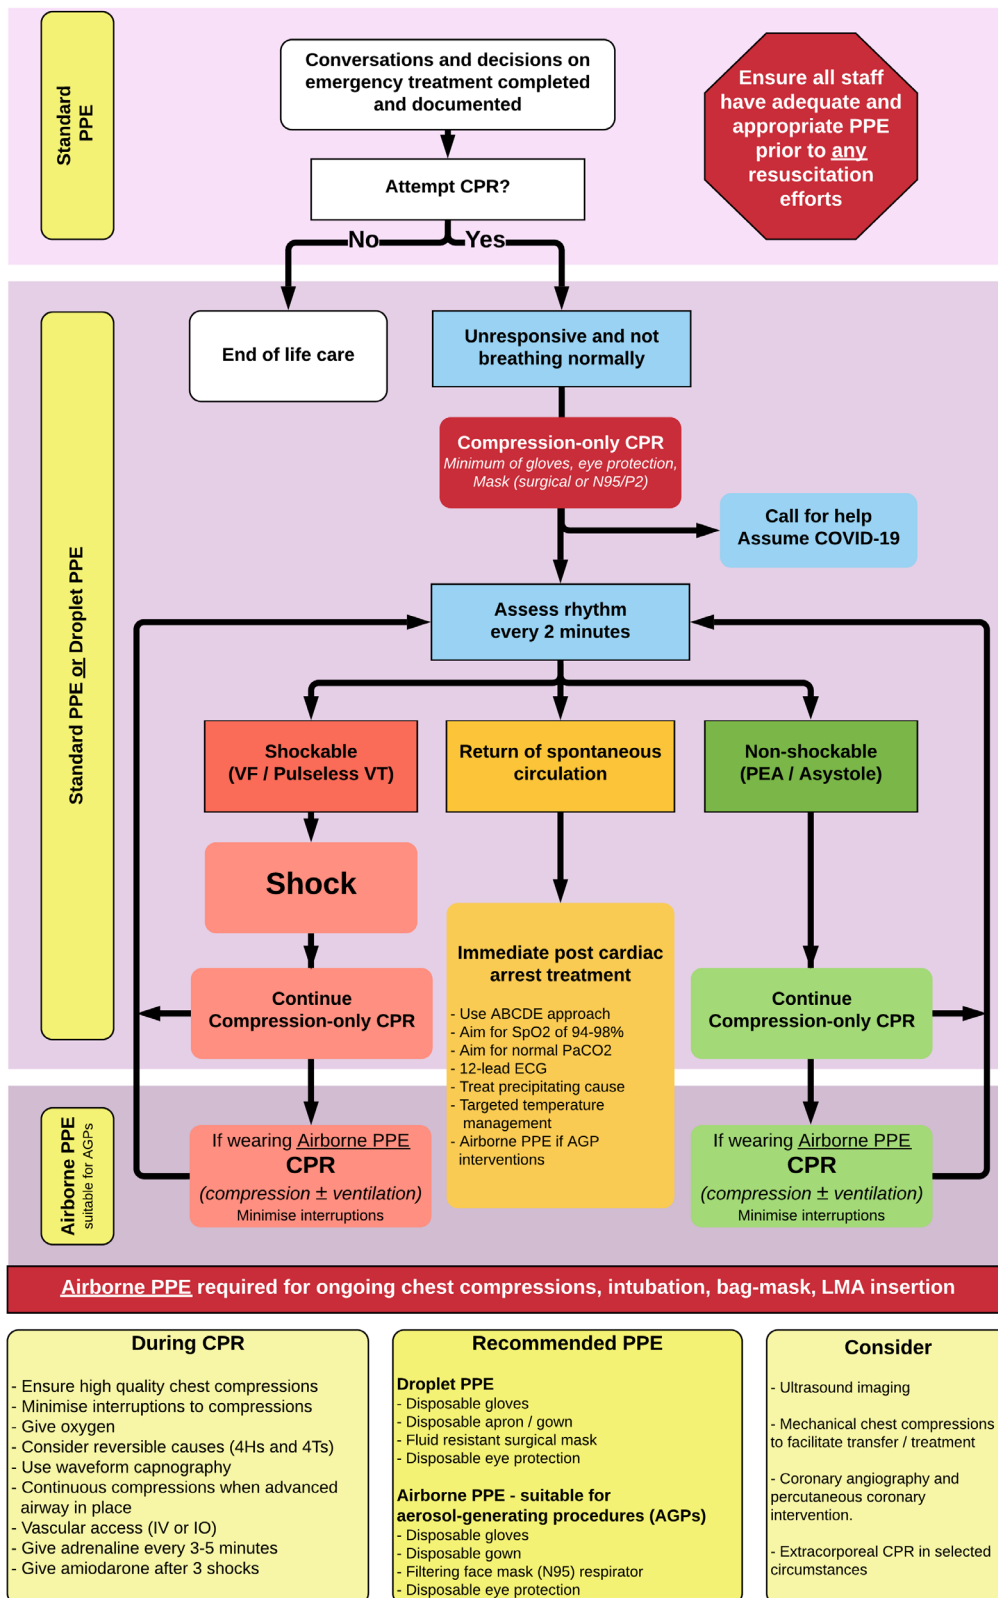 Standard
PPE
Conversations and decisions on
emergency treatment completed
and documented
Ensure all staff
have adequate and
appropriate PPE
prior to any
resuscitation
efforts
Attempt CPR?
No
Yes
Standard PPE or Droplet PPE
End of life care
Unresponsive and not
breathing normally
Compression-only CPR
Minimum of gloves, eye protection,
Mask (surgical or N95/P2)
Call for help
Assume COVID-19
Assess rhythm
every 2 minutes
Shockable
(VF / Pulseless VT)
Return of spontaneous
circulation
Non-shockable
(PEA / Asystole)
Shock
Continue
Compression-only CPR
Immediate post cardiac
arrest treatment
- Use ABCDE approach
- Aim for SpO2 of 94-98%
- Aim for normal PaCO2
- 12-lead ECG
- Treat precipitating cause
- Targeted temperature
management
- Airborne PPE if AGP
interventions
Continue
Compression-only CPR
Airborne PPE
suitable for AGPs
If wearing Airborne PPE
CPR
(compression ± ventilation)
Minimise interruptions
If wearing Airborne PPE
CPR
(compression ± ventilation)
Minimise interruptions
Airborne PPE required for ongoing chest compressions, intubation, bag-mask, LMA insertion
During CPR
- Ensure high quality chest compressions
- Minimise interruptions to compressions
- Give oxygen
- Consider reversible causes (4Hs and 4Ts)
- Use waveform capnography
- Continuous compressions when advanced
airway in place
- Vascular access (IV or IO)
- Give adrenaline every 3-5 minutes
- Give amiodarone after 3 shocks
Recommended PPE
Droplet PPE
- Disposable gloves
- Disposable apron / gown
- Fluid resistant surgical mask
- Disposable eye protection
Airborne PPE - suitable for
aerosol-generating procedures (AGPs)
- Disposable gloves
- Disposable gown
- Filtering face mask (N95) respirator
- Disposable eye protection
Consider
- Ultrasound imaging
- Mechanical chest compressions
to facilitate transfer / treatment
- Coronary angiography and
percutaneous coronary
intervention.
- Extracorporeal CPR in selected
circumstances